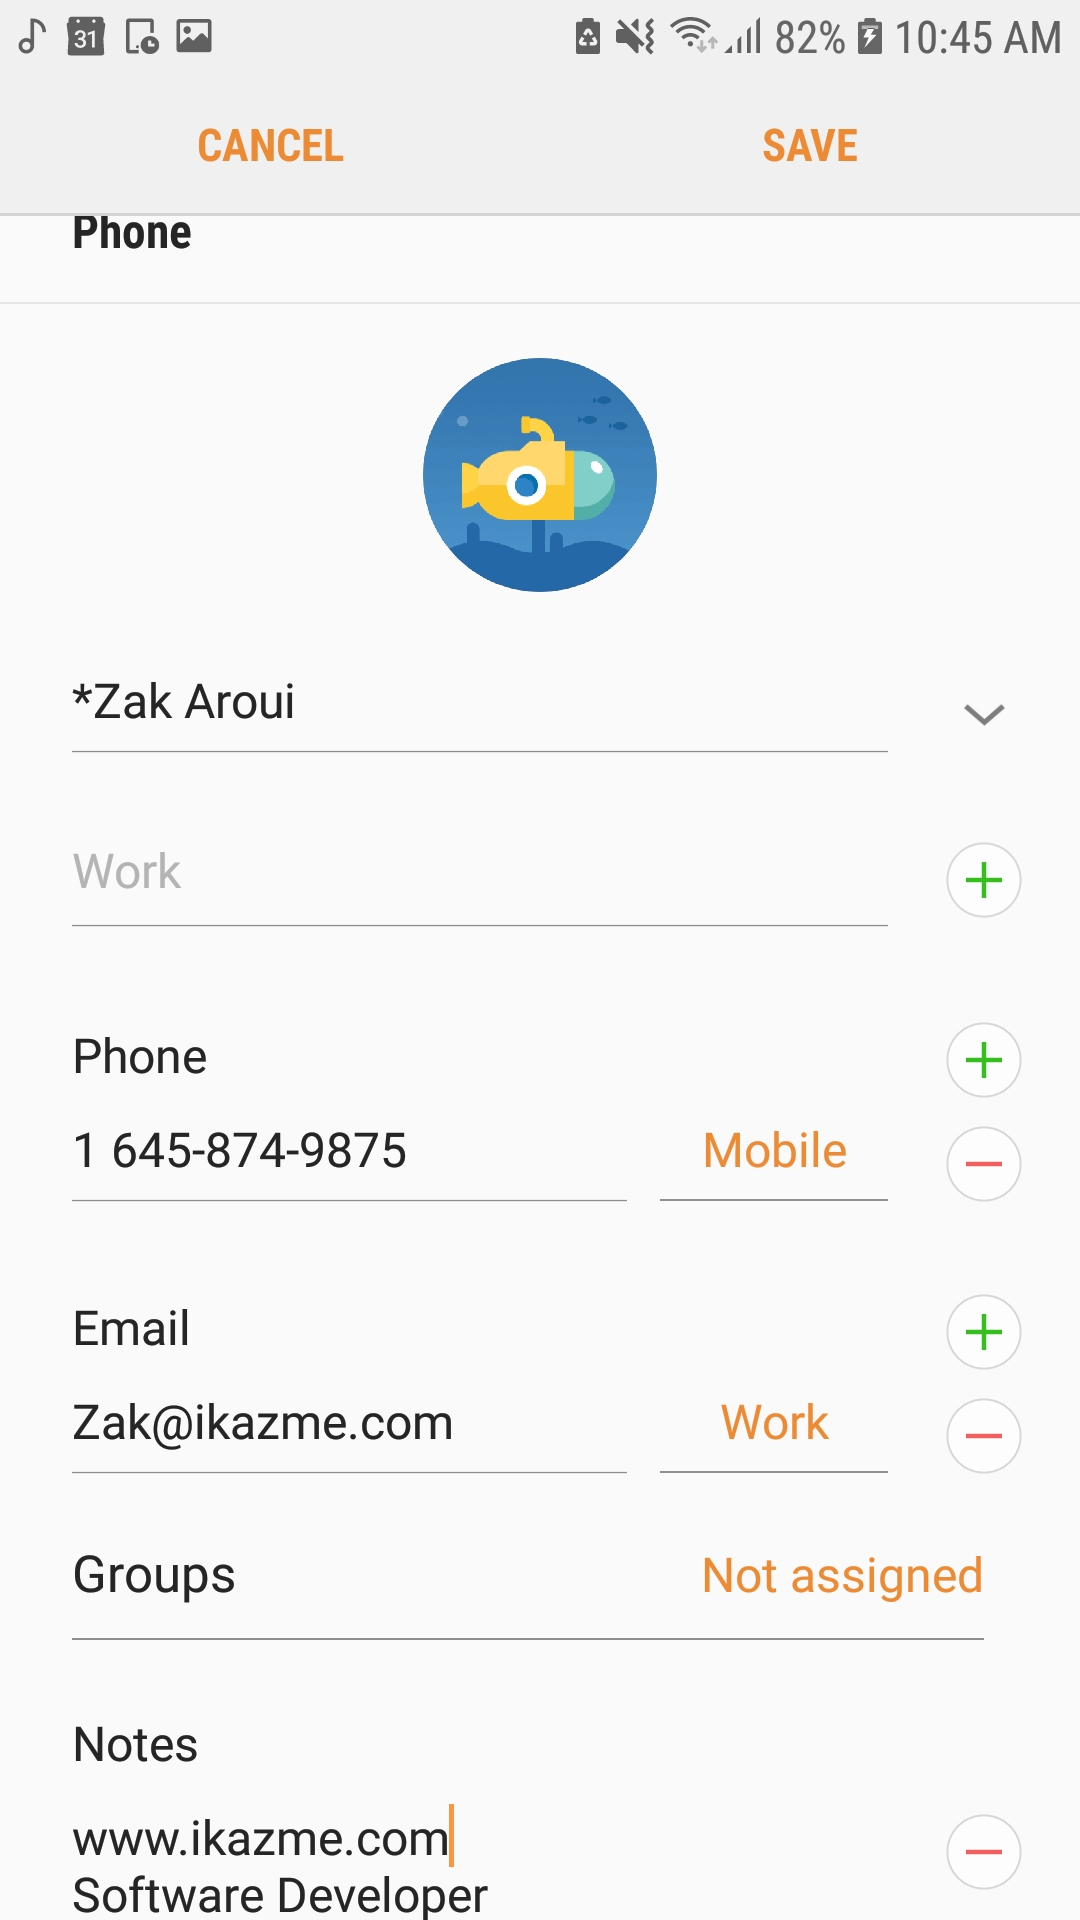 31 82% 10:45 AM
CANCEL SAVE
Phone
*Zak Aroui
Work
Phone
1 645-874-9875 Mobile
Email
Zak@ikazme.com Work
Groups Not assigned
Notes
www.ikazme.com
Software Developer